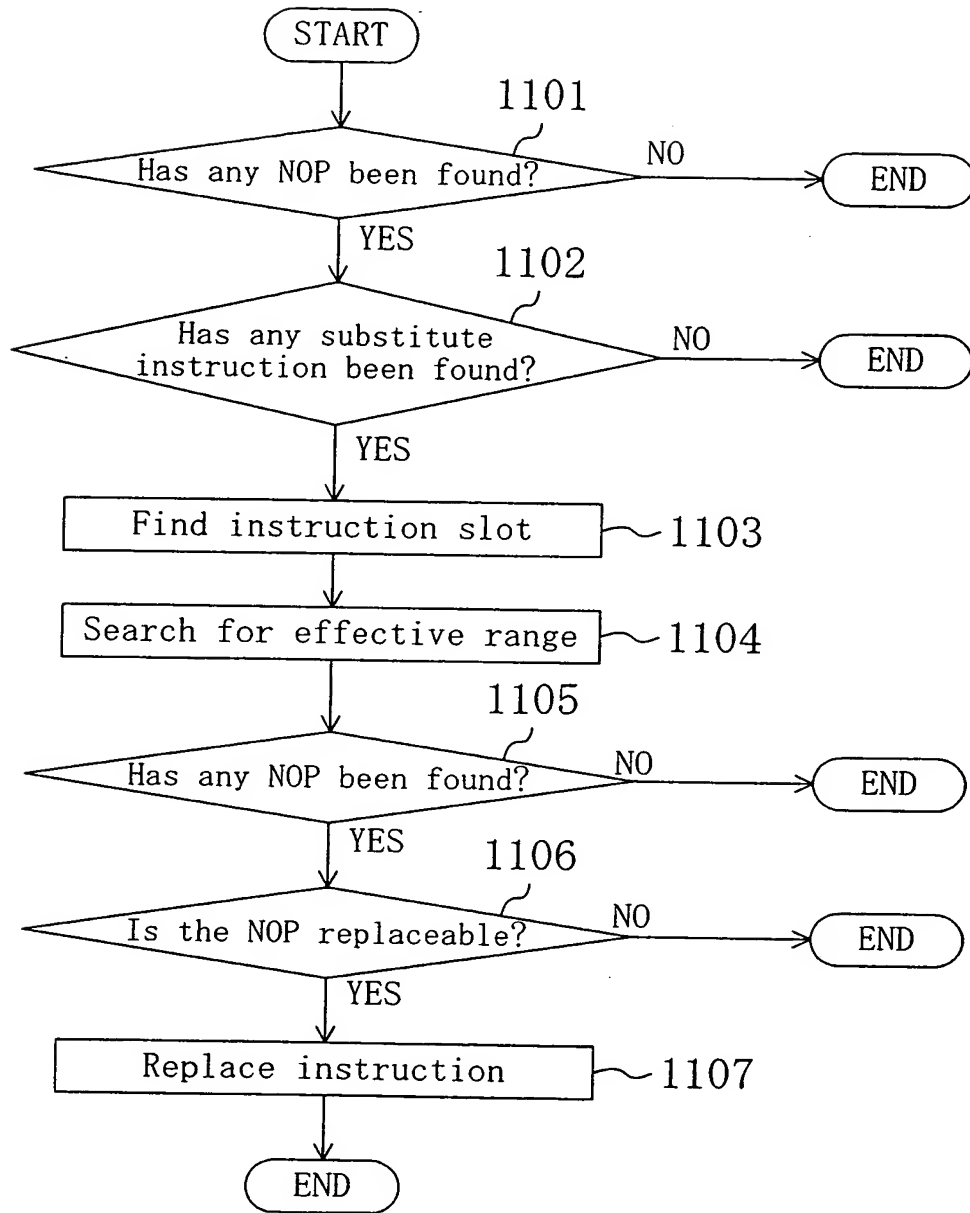 START
1101
Has any NOP been found?
NO
END
YES
1102
Has any substitute
instruction been found?
NO
END
YES
Find instruction slot
1103
Search for effective range
1104
1105
Has any NOP been found?
NO
END
YES
1106
Is the NOP replaceable?
NO
END
YES
Replace instruction
1107
END